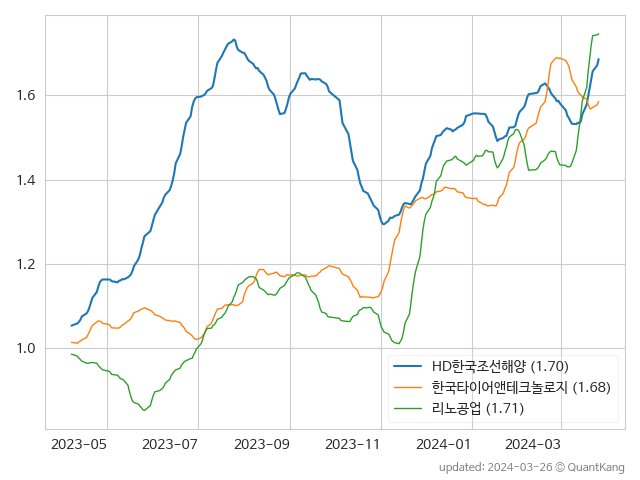 1.6
1.4
1.2
1.0
HD한국조선해양 (1.70)
한국타이어앤테크놀로지 (1.68)
리노공업 (1.71)
2023-05 2023-07 2023-09 2023-11 2024-01 2024-03
updated: 2024-03-26 © QuantKang